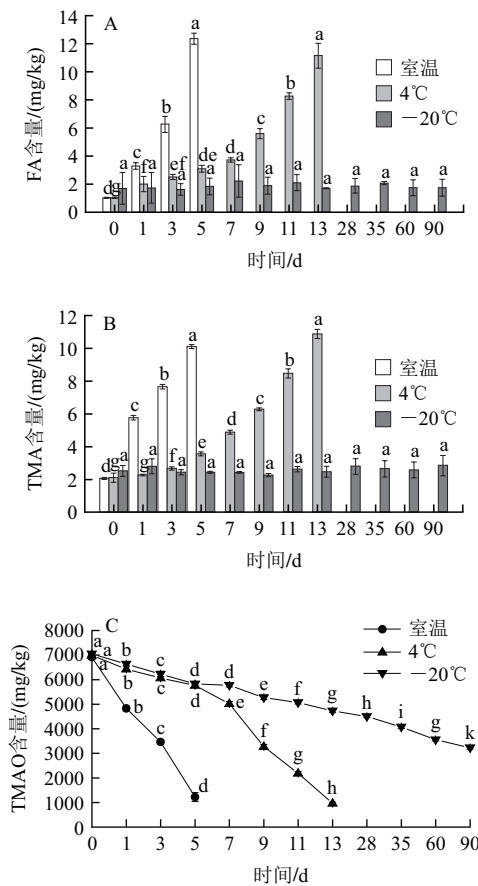 A
14
12
10
8
6
4
2
0
FA含量/(mg/kg)
室温
4℃
－20℃
d g a c f a b ef a a de a d a c a b a a a a a a a
0 1 3 5 7 9 11 13 28 35 60 90
时间/d
B
12
10
8
6
4
2
0
TMA含量/(mg/kg)
室温
4℃
－20℃
d g a c g a b f a a e a d a c a b a a a a a a a
0 1 3 5 7 9 11 13 28 35 60 90
时间/d
C
8000
7000
6000
5000
4000
3000
2000
1000
0
TMAO含量/(mg/kg)
室温
4℃
－20℃
a a b c d d e f g h i g k
a b c d e f g h
b c d
0 1 3 5 7 9 11 13 28 35 60 90
时间/d